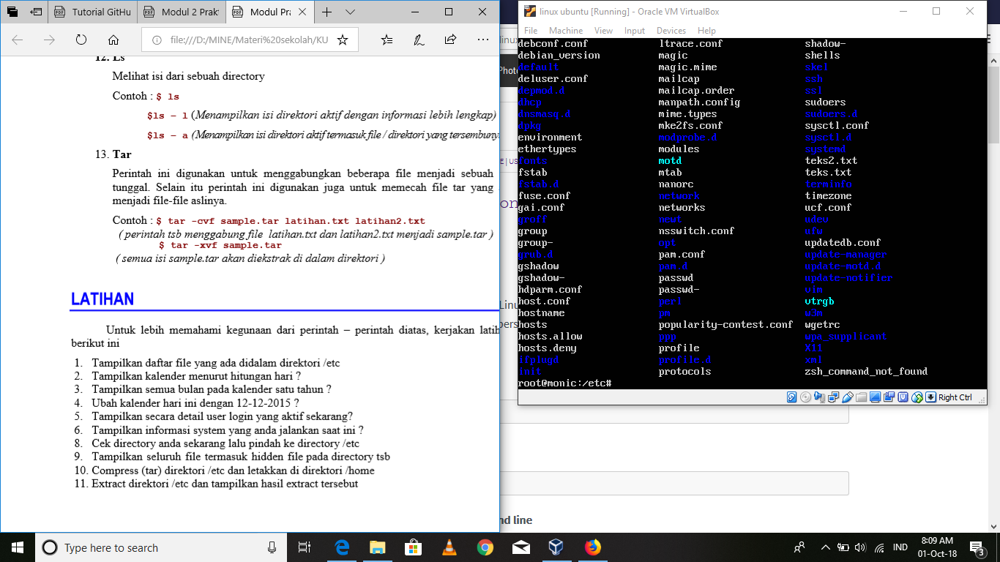 Tutorial GitHu
Modul 2 Prak
Modul Pra
file:///D:/MINE/Materi%20sekolah/KU
12. Ls
Melihat isi dari sebuah directory
Contoh : $ ls
$ls – l (Menampilkan isi direktori aktif dengan informasi lebih lengkap)
$ls – a (Menampilkan isi direktori aktif termasuk file / direktori yang tersembuny
13. Tar
Perintah ini digunakan untuk menggabungkan beberapa file menjadi sebuah
tunggal. Selain itu perintah ini digunakan juga untuk memecah file tar yang
menjadi file-file aslinya.
Contoh : $ tar -cvf sample.tar latihan.txt latihan2.txt
( perintah tsb menggabung file latihan.txt dan latihan2.txt menjadi sample.tar )
$ tar -xvf sample.tar
( semua isi sample.tar akan diekstrak di dalam direktori )
LATIHAN
Untuk lebih memahami kegunaan dari perintah – perintah diatas, kerjakan latih
berikut ini
1. Tampilkan daftar file yang ada didalam direktori /etc
2. Tampilkan kalender menurut hitungan hari ?
3. Tampilkan semua bulan pada kalender satu tahun ?
4. Ubah kalender hari ini dengan 12-12-2015 ?
5. Tampilkan secara detail user login yang aktif sekarang?
6. Tampilkan informasi system yang anda jalankan saat ini ?
8. Cek directory anda sekarang lalu pindah ke directory /etc
9. Tampilkan seluruh file termasuk hidden file pada directory tsb
10. Compress (tar) direktori /etc dan letakkan di direktori /home
11. Extract direktori /etc dan tampilkan hasil extract tersebut
linux ubuntu [Running] - Oracle VM VirtualBox
File Machine View Input Devices Help
debconf.conf ltrace.conf shadow-
debian_version magic shells
default magic.mime skel
deluser.conf mailcap ssh
depmod.d mailcap.order ssl
dhcp manpath.config sudoers
dnsmasq.d mime.types sudoers.d
dpkg mke2fs.conf sysctl.conf
environment modprobe.d sysctl.d
ethertypes modules systemd
fonts motd teks2.txt
fstab mtab teks.txt
fstab.d nanorc terminfo
fuse.conf network timezone
gai.conf networks ucf.conf
groff newt udev
group nsswitch.conf ufw
group- opt updatedb.conf
grub.d pam.conf update-manager
gshadow pam.d update-motd.d
gshadow- passwd update-notifier
hdparm.conf passwd- vim
host.conf perl vtrgb
hostname pm w3m
hosts popularity-contest.conf wgetrc
hosts.allow ppp wpa_supplicant
hosts.deny profile X11
ifplugd profile.d xml
init protocols zsh_command_not_found
root@monic:/etc#
Right Ctrl
linux
Phot
E | US
on
Linu
pers
nd line
Type here to search
IND
8:09 AM
01-Oct-18
3